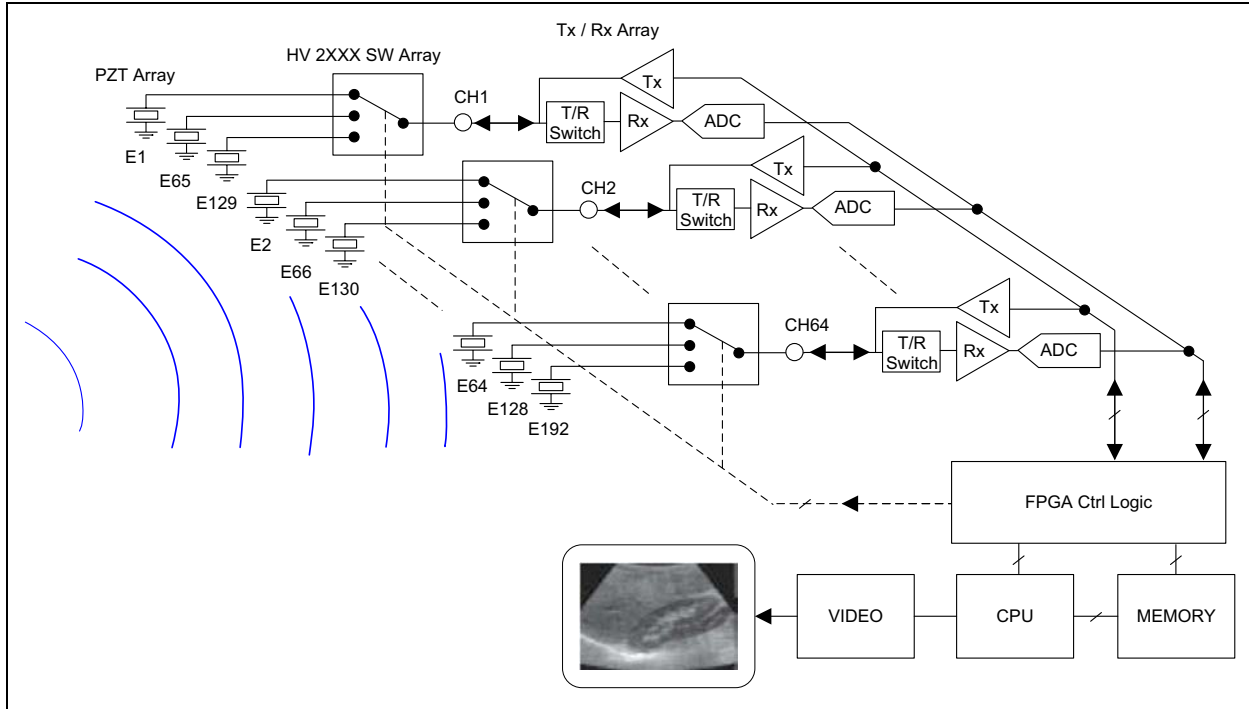 Tx / Rx Array
HV 2XXX SW Array
PZT Array
CH1
Tx
T/R
Switch
Rx
ADC
E1
E65
E129
CH2
Tx
T/R
Switch
Rx
ADC
E2
E66
E130
CH64
Tx
T/R
Switch
Rx
ADC
E64
E128
E192
FPGA Ctrl Logic
VIDEO
CPU
MEMORY